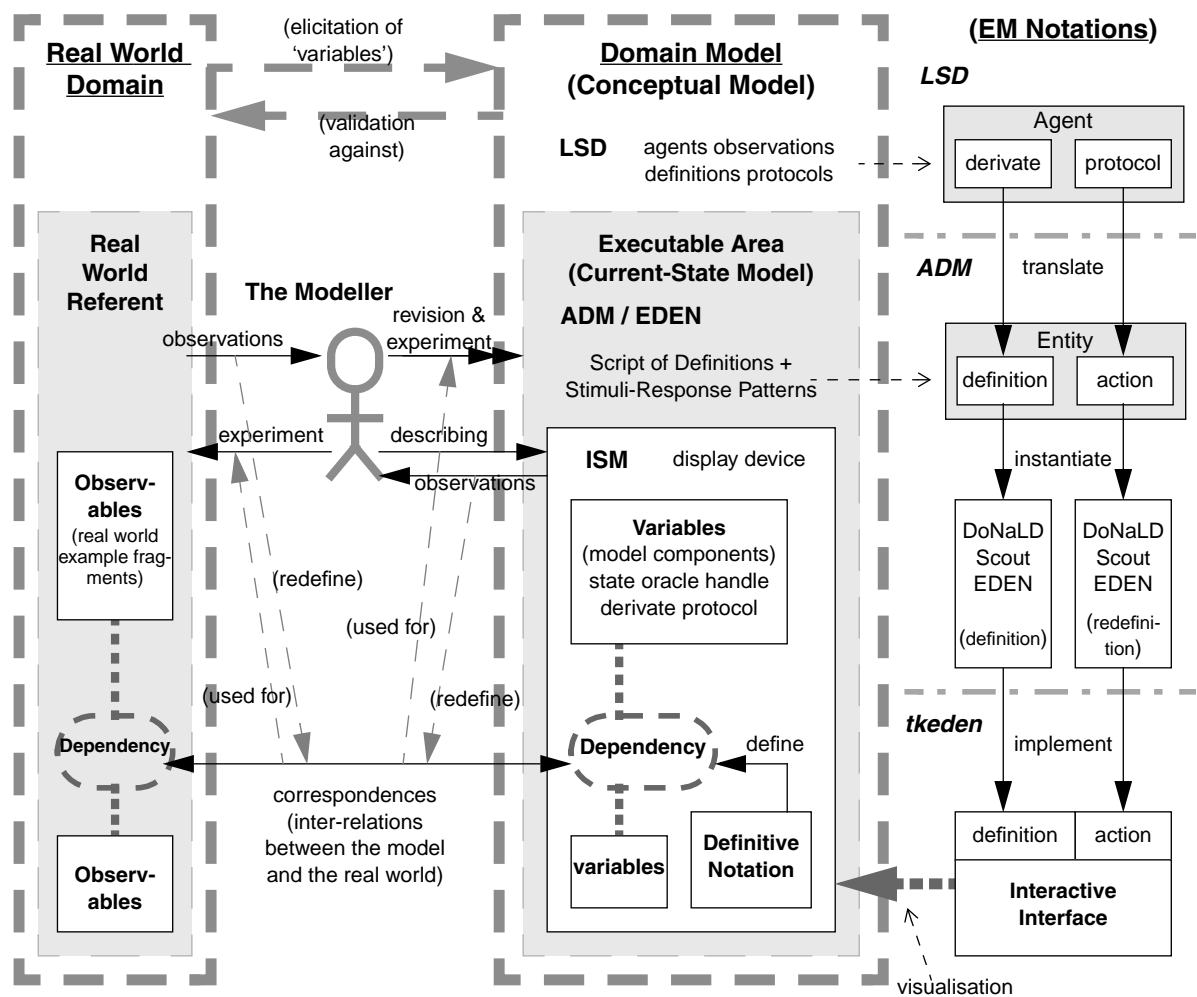 Real World
Domain
(elicitation of
‘variables’)
(validation
against)
Domain Model
(Conceptual Model)
LSD agents observations
definitions protocols
(EM Notations)
LSD
Agent
derivate
protocol
Real
World
Referent
The Modeller
observations
revision &
experiment
experiment
describing
observations
Executable Area
(Current-State Model)
ADM / EDEN
Script of Definitions +
Stimuli-Response Patterns
ADM
translate
Entity
definition
action
instantiate
Observ-
ables
(real world
example frag-
ments)
(redefine)
(used for)
(used for)
(redefine)
ISM display device
Variables
(model components)
state oracle handle
derivate protocol
DoNaLD
Scout
EDEN
(definition)
DoNaLD
Scout
EDEN
(redefini-
tion)
Dependency
Dependency
define
correspondences
(inter-relations
between the model
and the real world)
Observ-
ables
variables
Definitive
Notation
tkeden
implement
definition
action
Interactive
Interface
visualisation